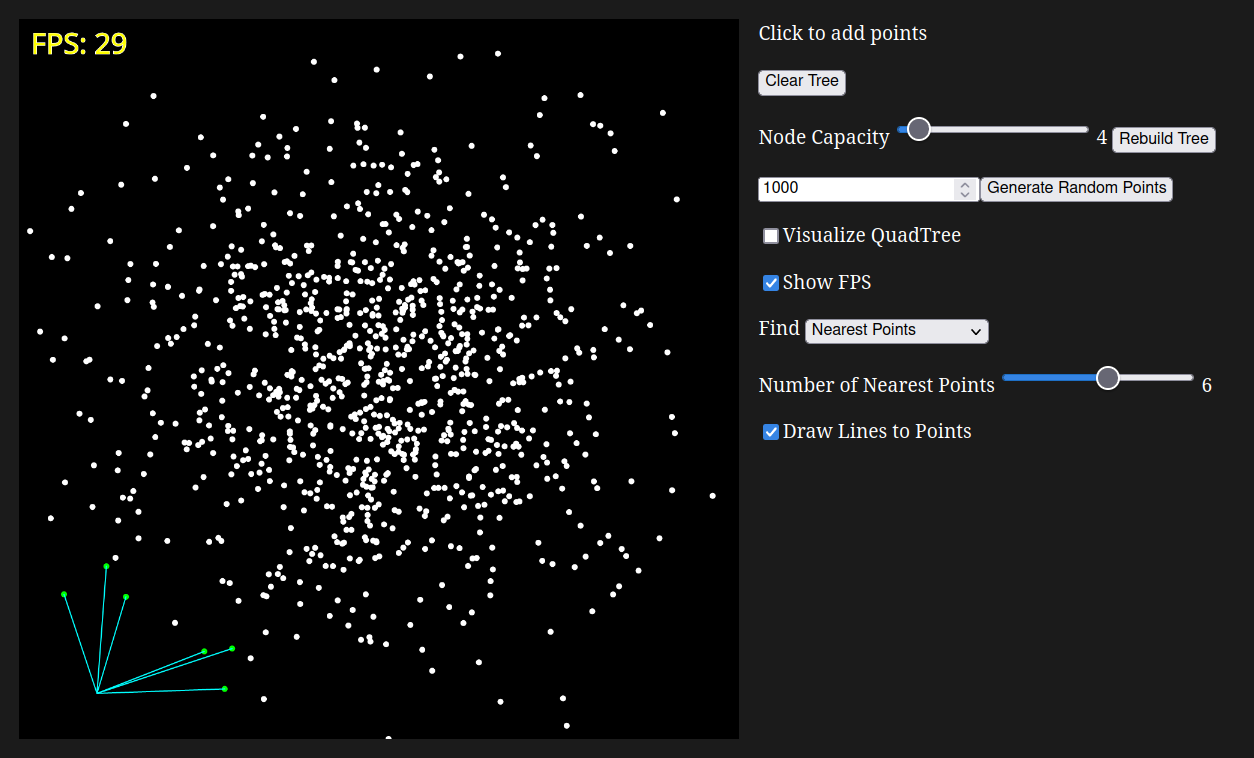 FPS: 29
Click to add points
Clear Tree
Node Capacity 4 Rebuild Tree
1000 Generate Random Points
Visualize QuadTree
Show FPS
Find Nearest Points
Number of Nearest Points 6
Draw Lines to Points